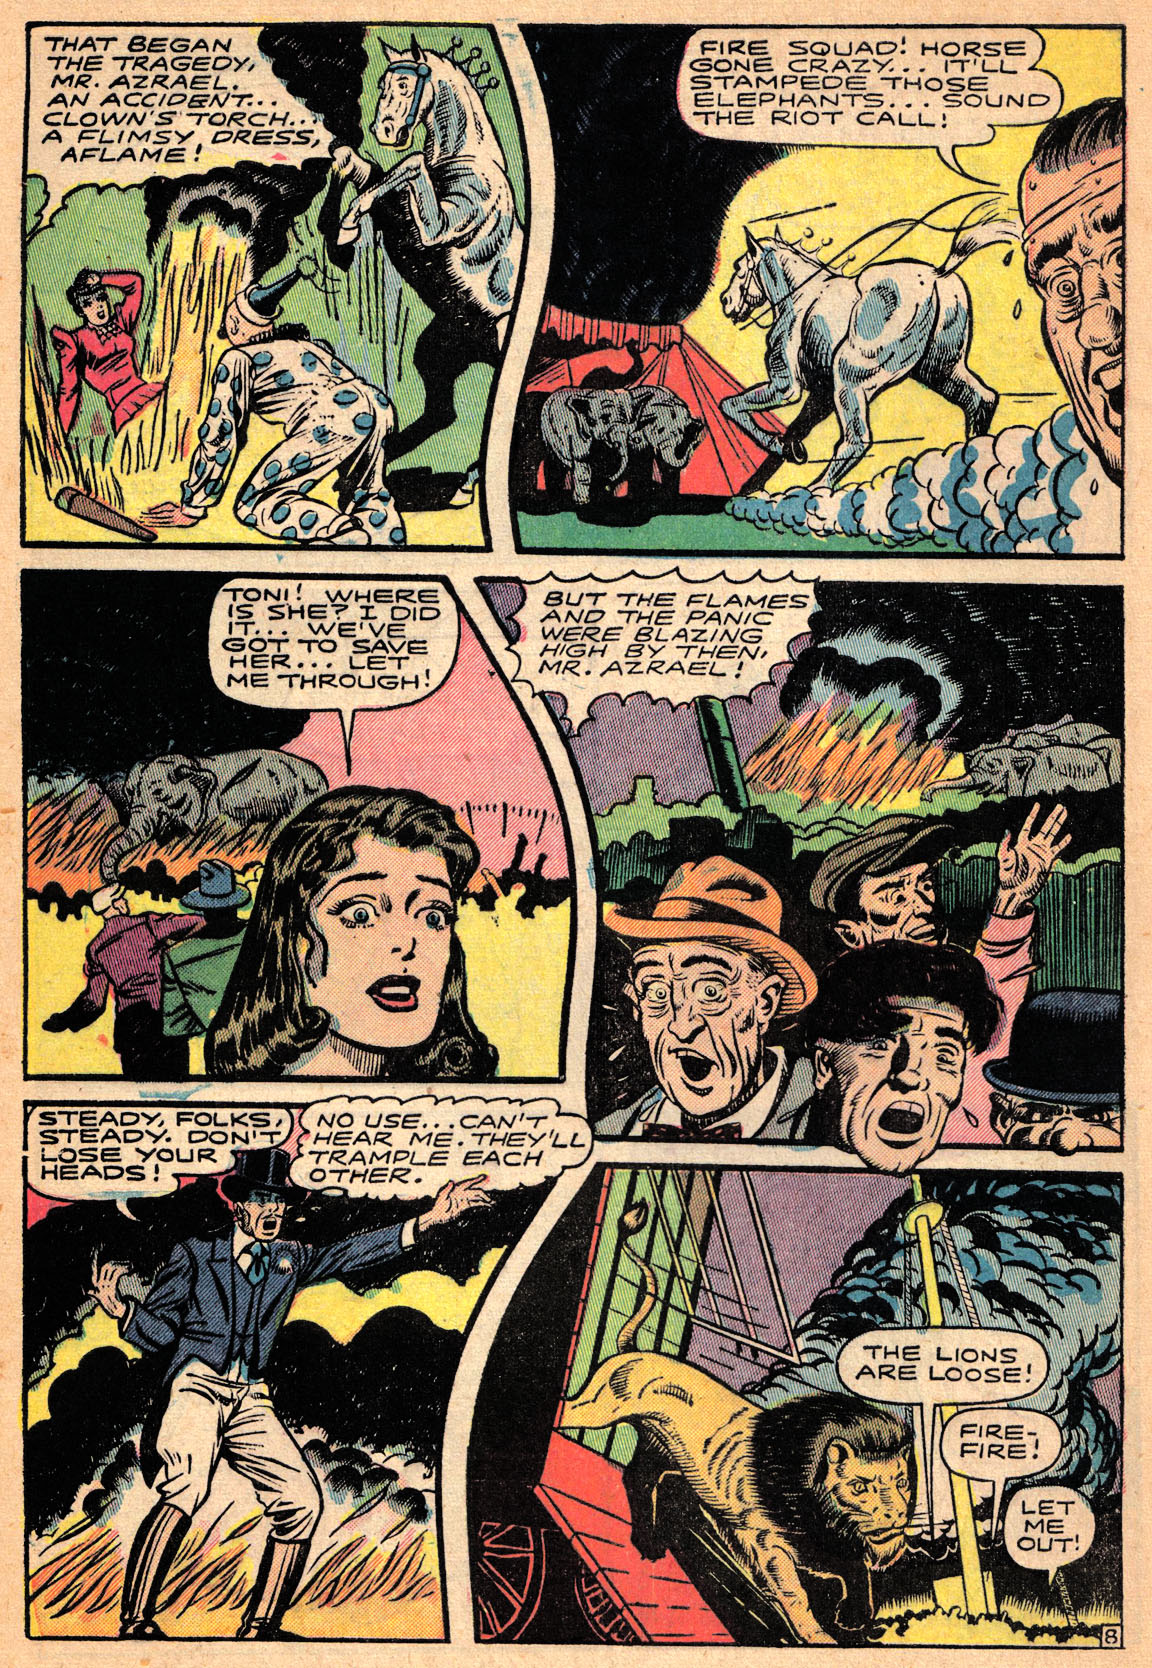 THAT BEGAN
THE TRAGEDY,
MR. AZRAEL.
AN ACCIDENT...
CLOWN'S TORCH...
A FLIMSY DRESS,
AFLAME!
FIRE SQUAD! HORSE
GONE CRAZY... IT'LL
STAMPEDE THOSE
ELEPHANTS... SOUND
THE RIOT CALL!
TONI! WHERE
IS SHE? I DID
IT... WE'VE
GOT TO SAVE
HER... LET
ME THROUGH!
BUT THE FLAMES
AND THE PANIC
WERE BLAZING
HIGH BY THEN,
MR. AZRAEL!
STEADY, FOLKS,
STEADY. DON'T
LOSE YOUR
HEADS!
NO USE...CAN'T
HEAR ME. THEY'LL
TRAMPLE EACH
OTHER.
THE LIONS
ARE LOOSE!
FIRE-
FIRE!
LET
ME
OUT!
8